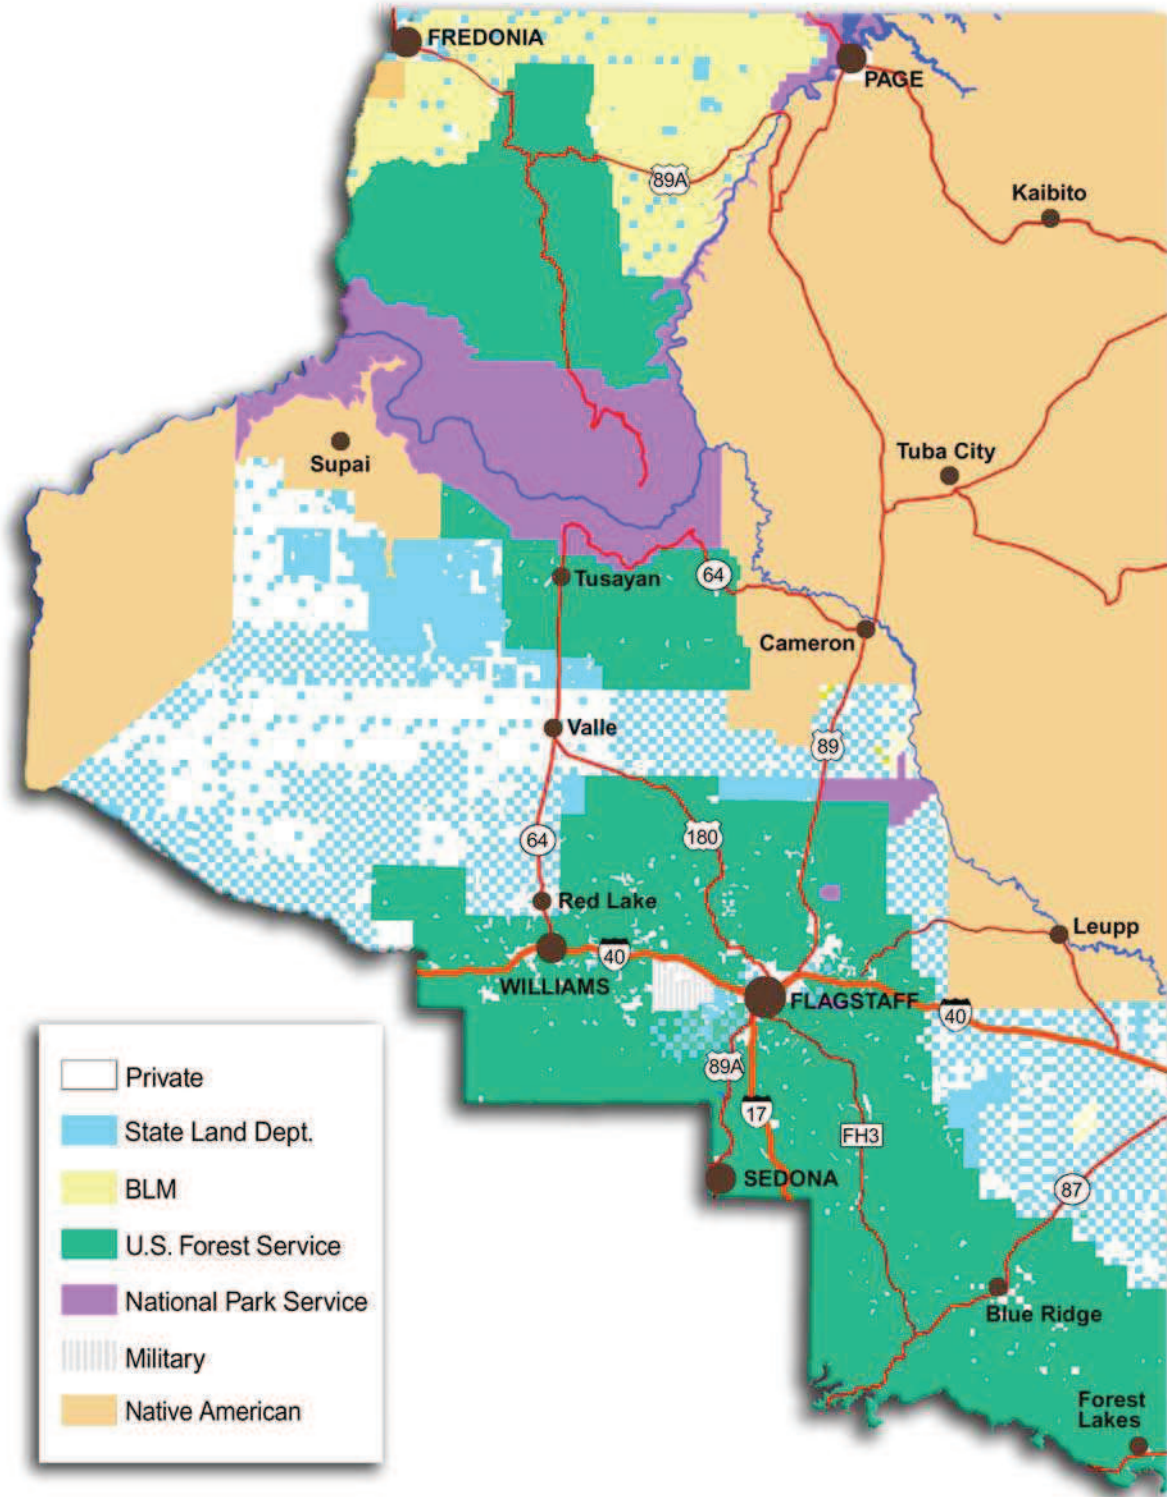 FREDONIA
PAGE
89A
Kaibito
Tuba City
Supai
64
Tusayan
Cameron
Valle
89
180
64
Red Lake
Leupp
40
WILLIAMS
FLAGSTAFF
40
89A
17
FH3
SEDONA
87
Blue Ridge
Forest
Lakes
Private
State Land Dept.
BLM
U.S. Forest Service
National Park Service
Military
Native American